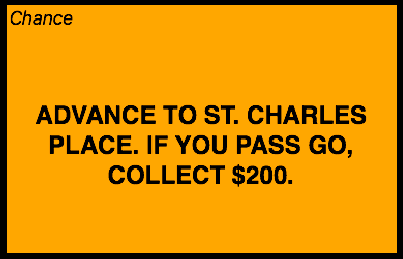 Chance
ADVANCE TO ST. CHARLES
PLACE. IF YOU PASS GO,
COLLECT $200.